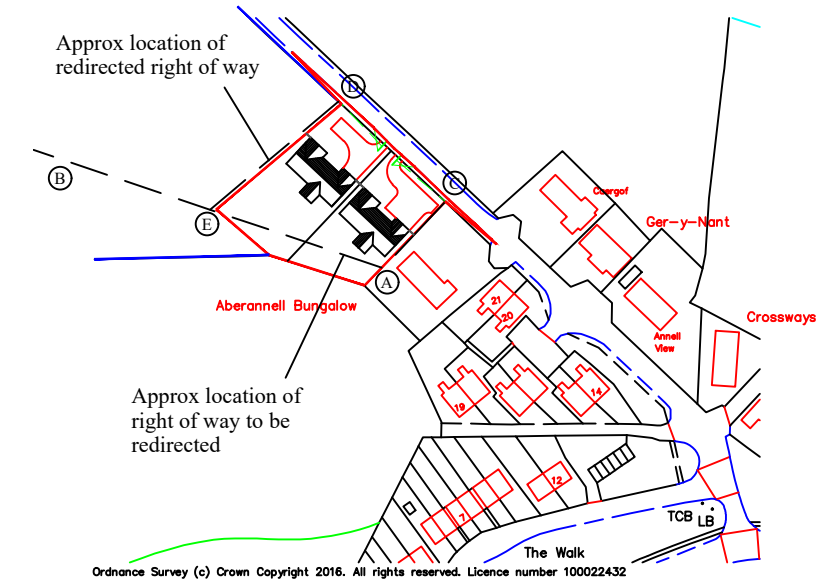 Approx location of
redirected right of way
D
B
C
Caergof
Ger-y-Nant
E
A
Aberannell Bungalow
21
20
Crossways
Annell
View
Approx location of
right of way to be
redirected
19
14
12
7
TCB
LB
The Walk
Ordnance Survey (c) Crown Copyright 2016. All rights reserved. Licence number 100022432